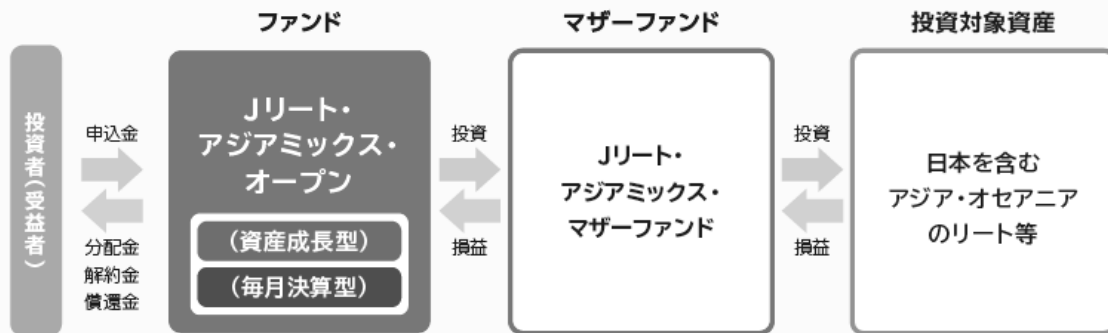 ファンド
マザーファンド
投資対象資産
投資者(受益者)
申込金
分配金
解約金
償還金
Jリート・
アジアミックス・
オープン
(資産成長型)
(毎月決算型)
投資
損益
Jリート・
アジアミックス・
マザーファンド
投資
損益
日本を含む
アジア・オセアニア
のリート等